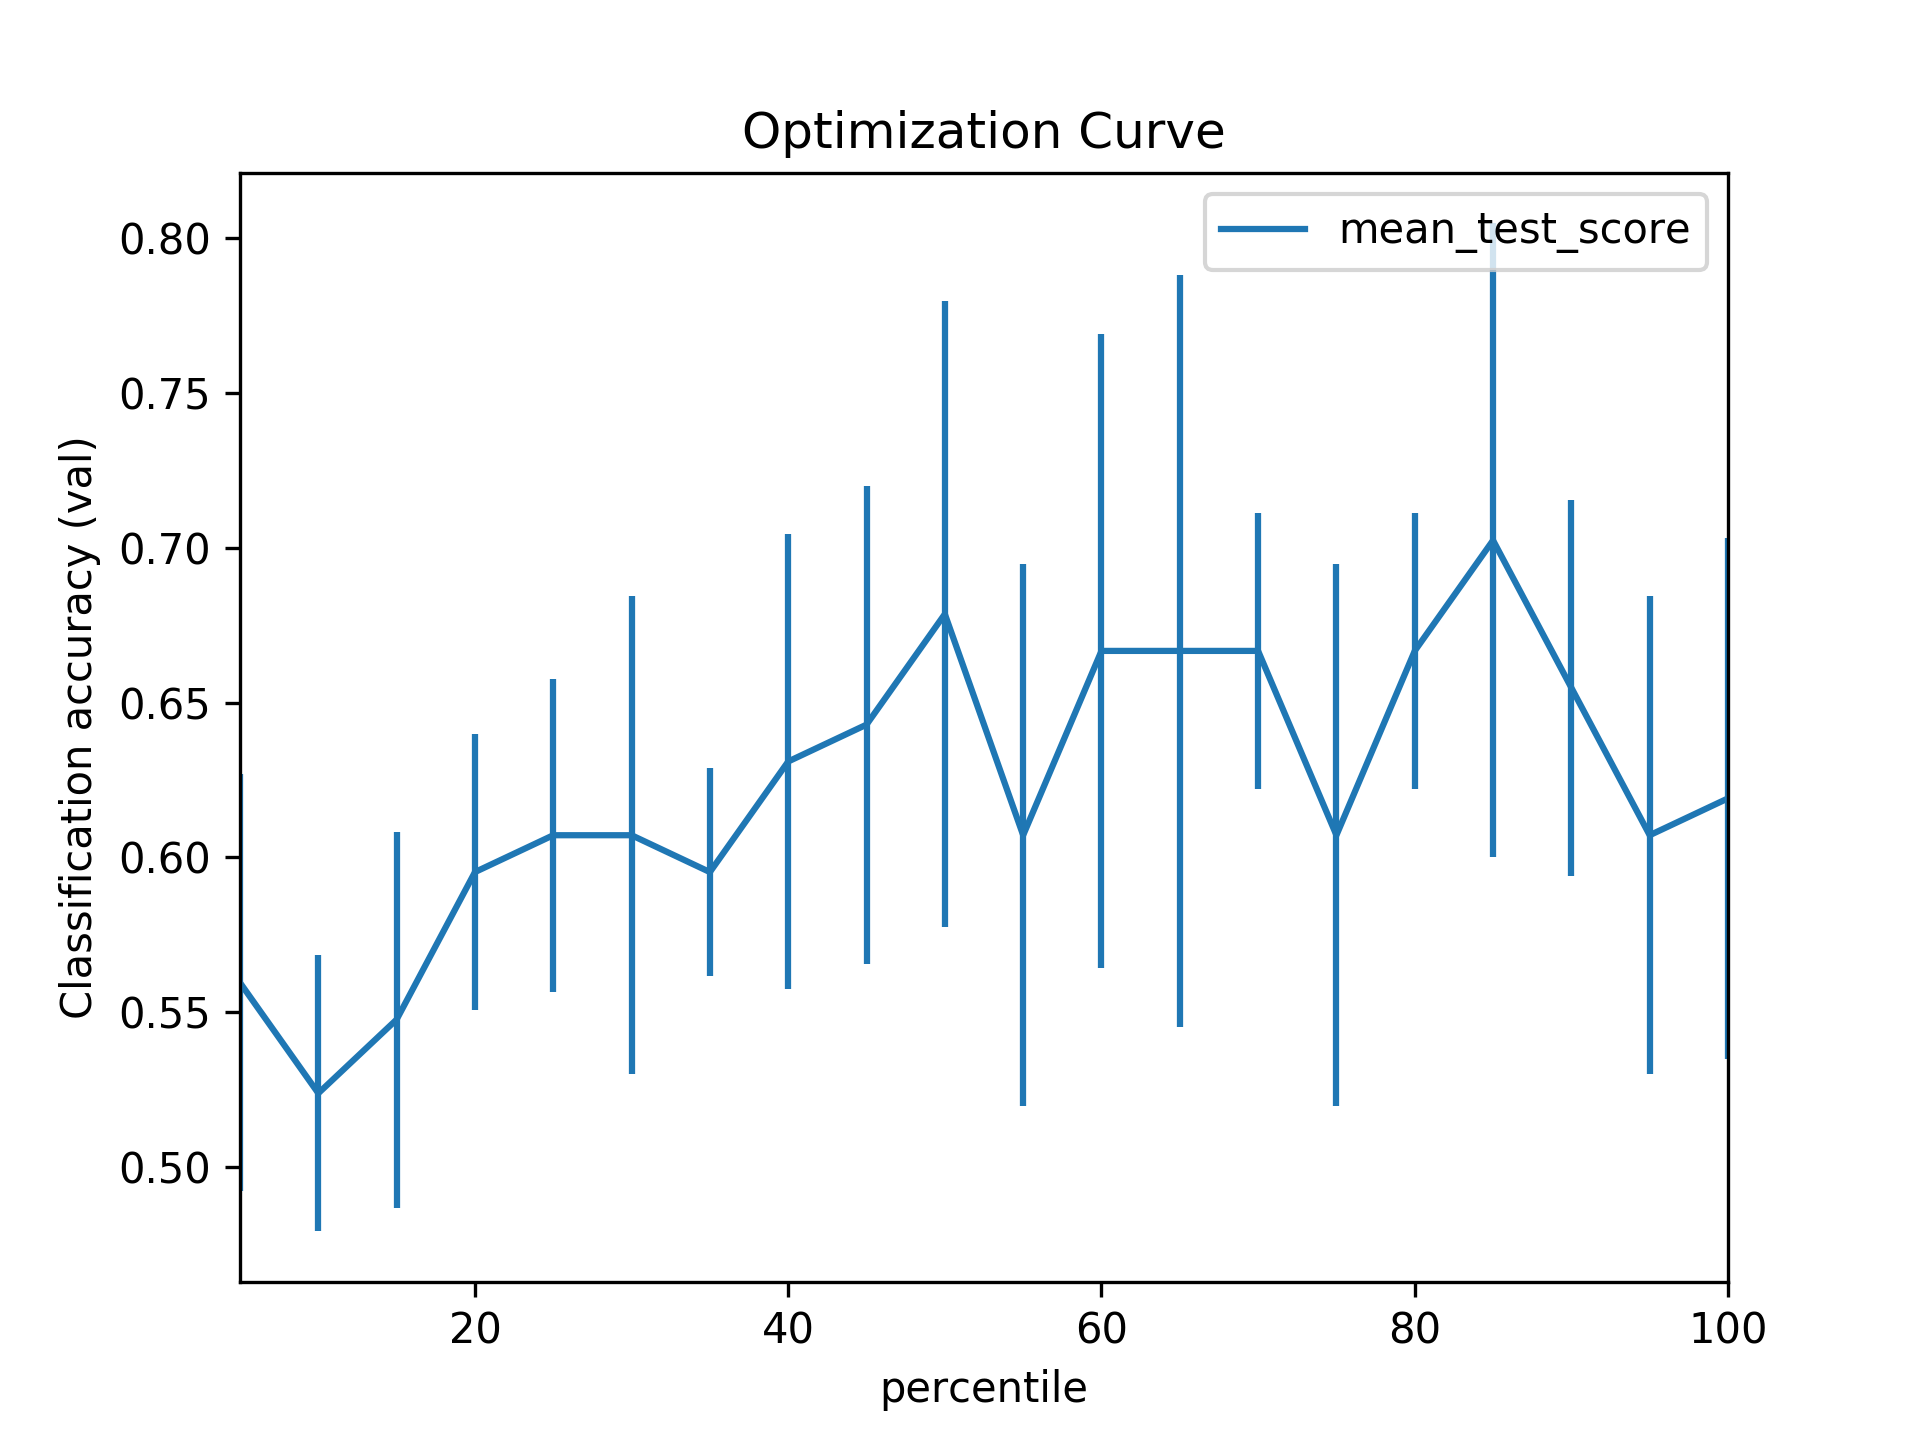 Optimization Curve
mean_test_score
0.80
0.75
0.70
0.65
0.60
0.55
0.50
Classification accuracy (val)
20 40 60 80 100
percentile